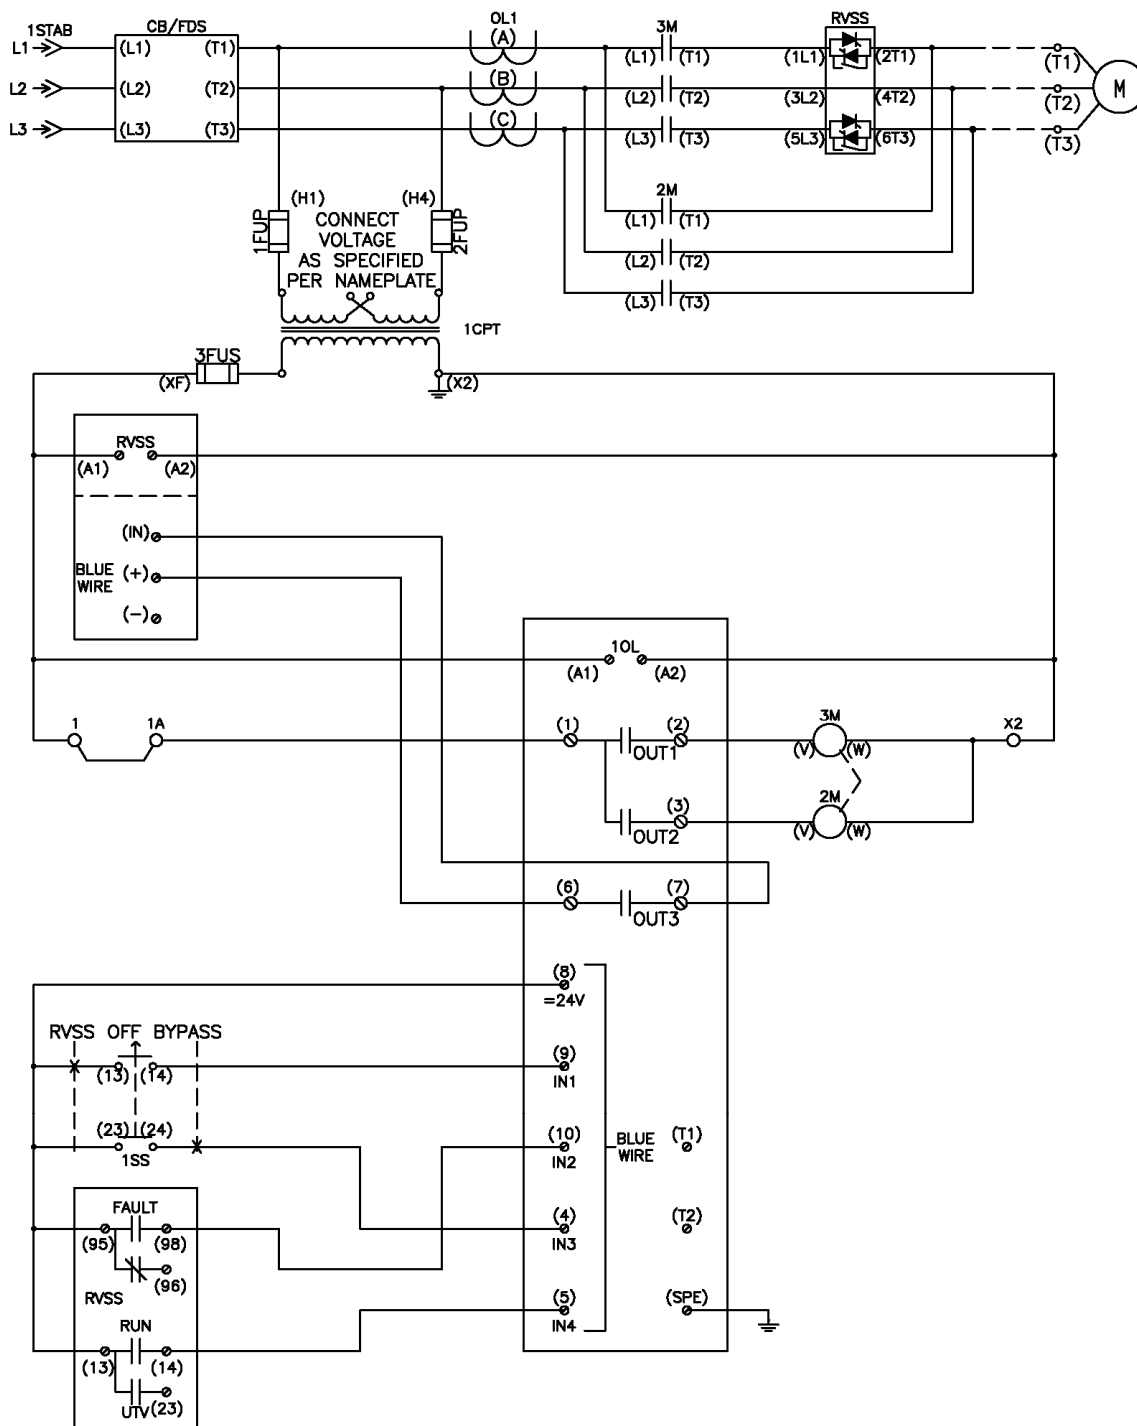 1STAB CB/FDS OL1 RVSS
L1 (L1) (T1) (A) 3M (L1) (T1) (1L1) (2T1) (T1)
L2 (L2) (T2) (B) (L2) (T2) (3L2) (4T2) (T2) M
L3 (L3) (T3) (C) (L3) (T3) (5L3) (6T3) (T3)
2M
(L1) (T1)
(L2) (T2)
(L3) (T3)
(H1) (H4)
1FUP 2FUP
CONNECT
VOLTAGE
AS SPECIFIED
PER NAMEPLATE
1CPT
3FUS
(XF) (X2)
RVSS
(A1) (A2)
(IN)
BLUE
WIRE
(+)
(-)
1OL
(A1) (A2)
1 1A (1) (2) 3M X2
OUT1 (V) (W)
(3) 2M
OUT2 (V) (W)
(6) (7)
OUT3
(8)
=24V
RVSS OFF BYPASS
(13) (14) (9)
IN1
(23) (24) (10) (T1)
1SS IN2
BLUE
WIRE
FAULT (4) (T2)
(95) (98) IN3
(96)
RVSS
RUN (5) (SPE)
IN4
(13) (14)
UTV (23)